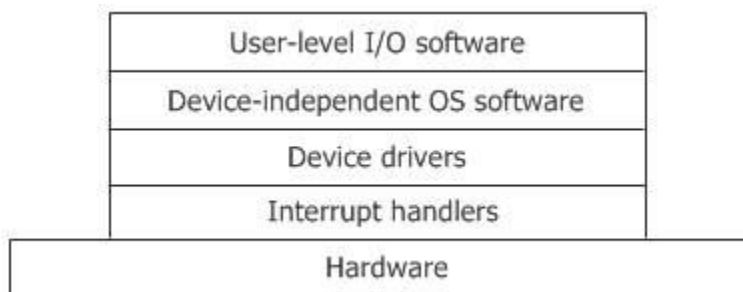 User-level I/O software
Device-independent OS software
Device drivers
Interrupt handlers
Hardware